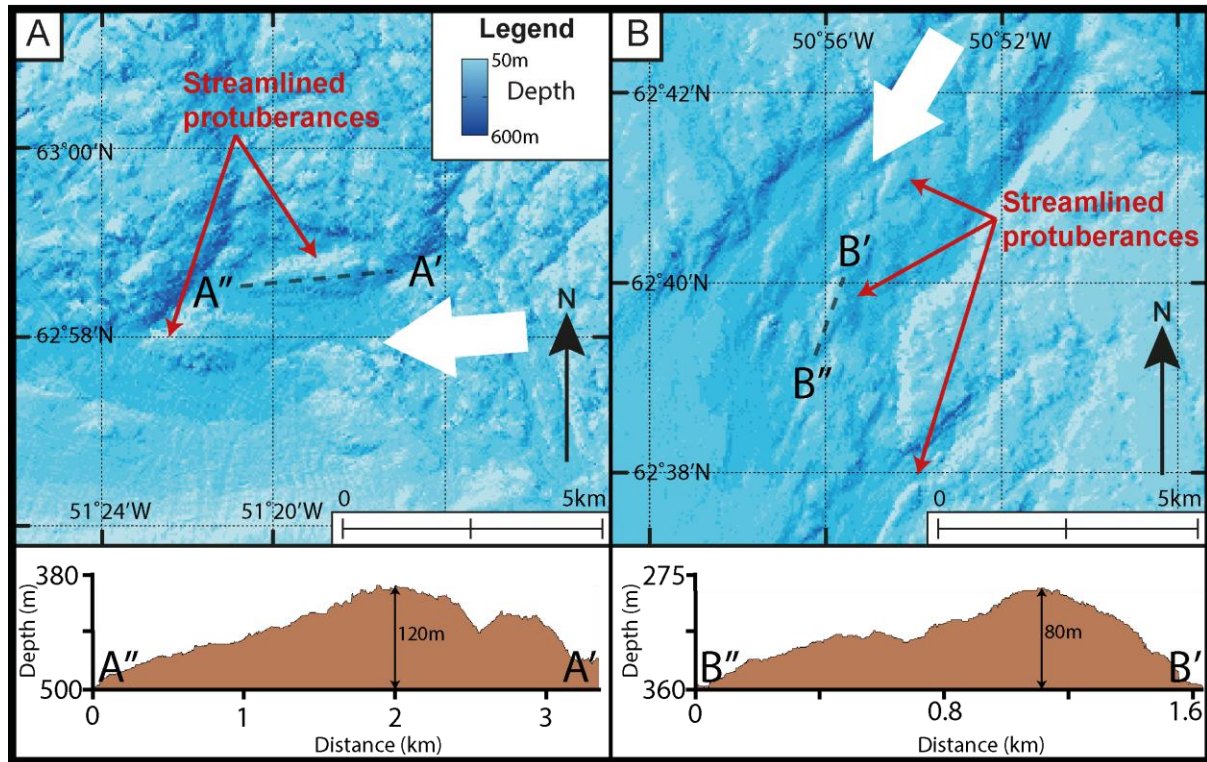 A
Legend
50m
Depth
600m
Streamlined
protuberances
63°00'N
A"
A'
62°58'N
N
51°24'W
51°20'W
0
5km
B
50°56'W
50°52'W
62°42'N
Streamlined
protuberances
B'
62°40'N
B"
N
62°38'N
0
5km
380
Depth (m)
120m
A"
A'
500
0
1
2
3
Distance (km)
275
Depth (m)
80m
B"
B'
360
0
0.8
1.6
Distance (km)